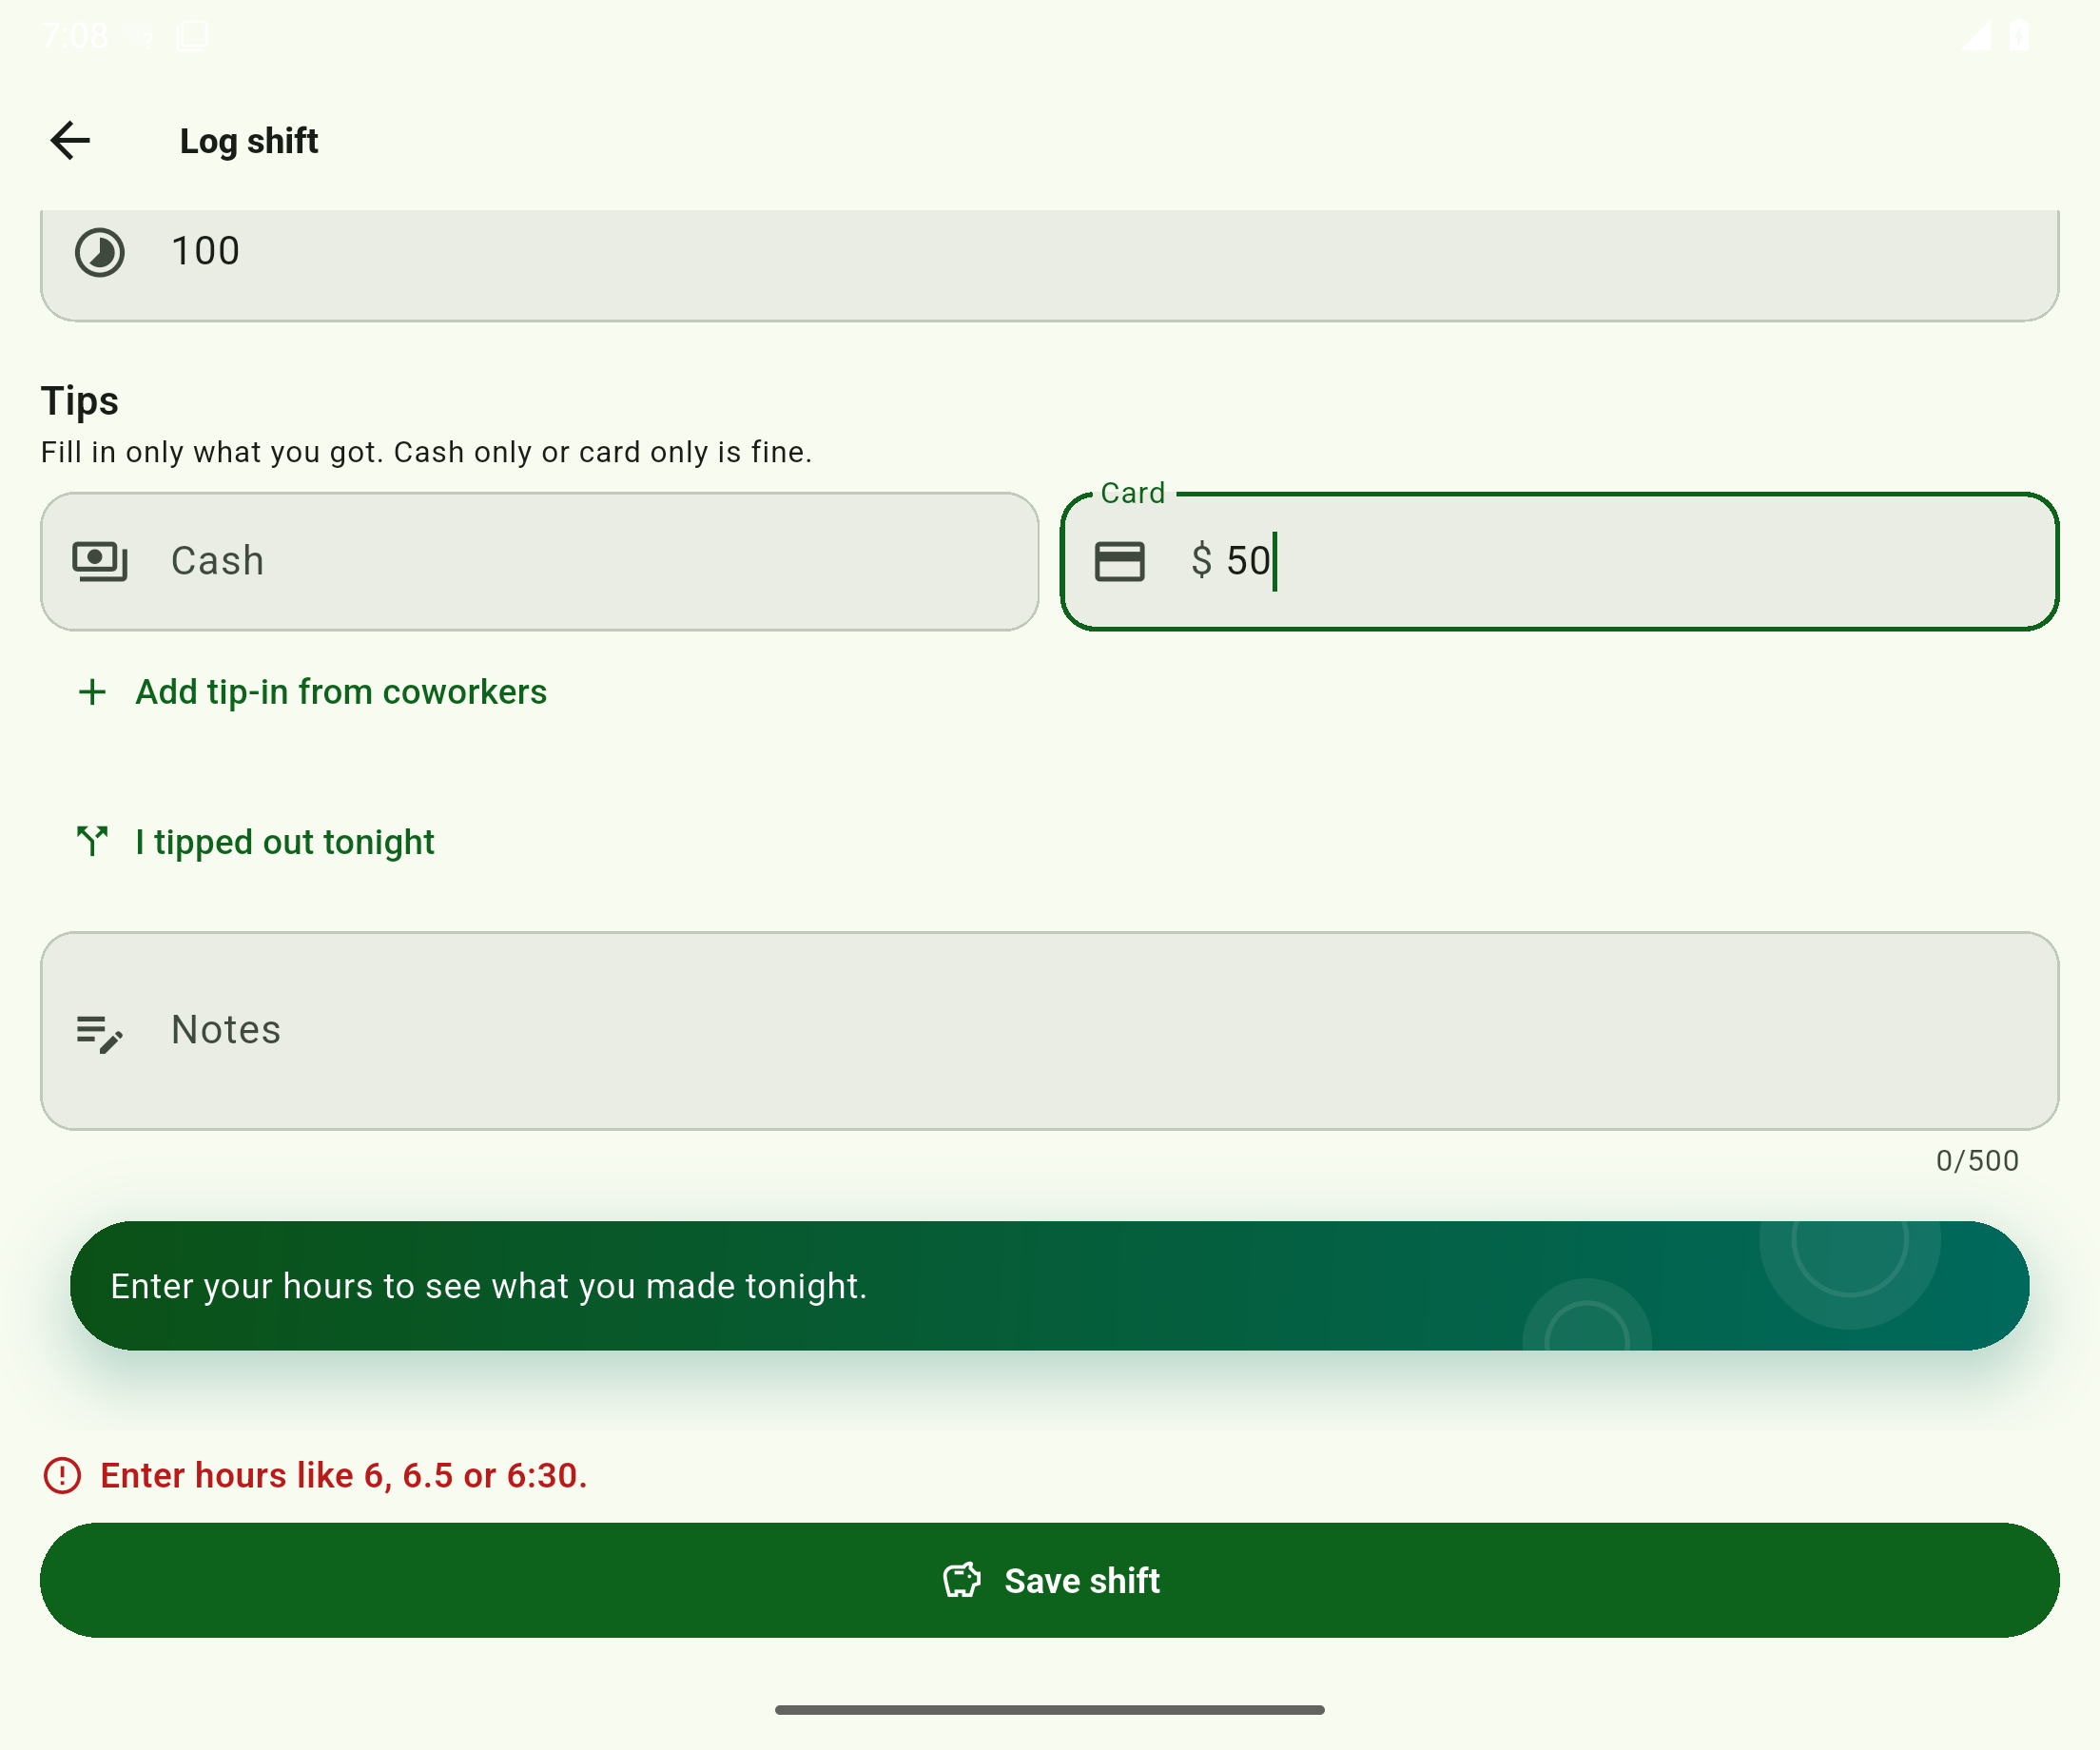 7:08
Log shift
100
Tips
Fill in only what you got. Cash only or card only is fine.
Cash
Card
$ 50
Add tip-in from coworkers
I tipped out tonight
Notes
0/500
Enter your hours to see what you made tonight.
Enter hours like 6, 6.5 or 6:30.
Save shift